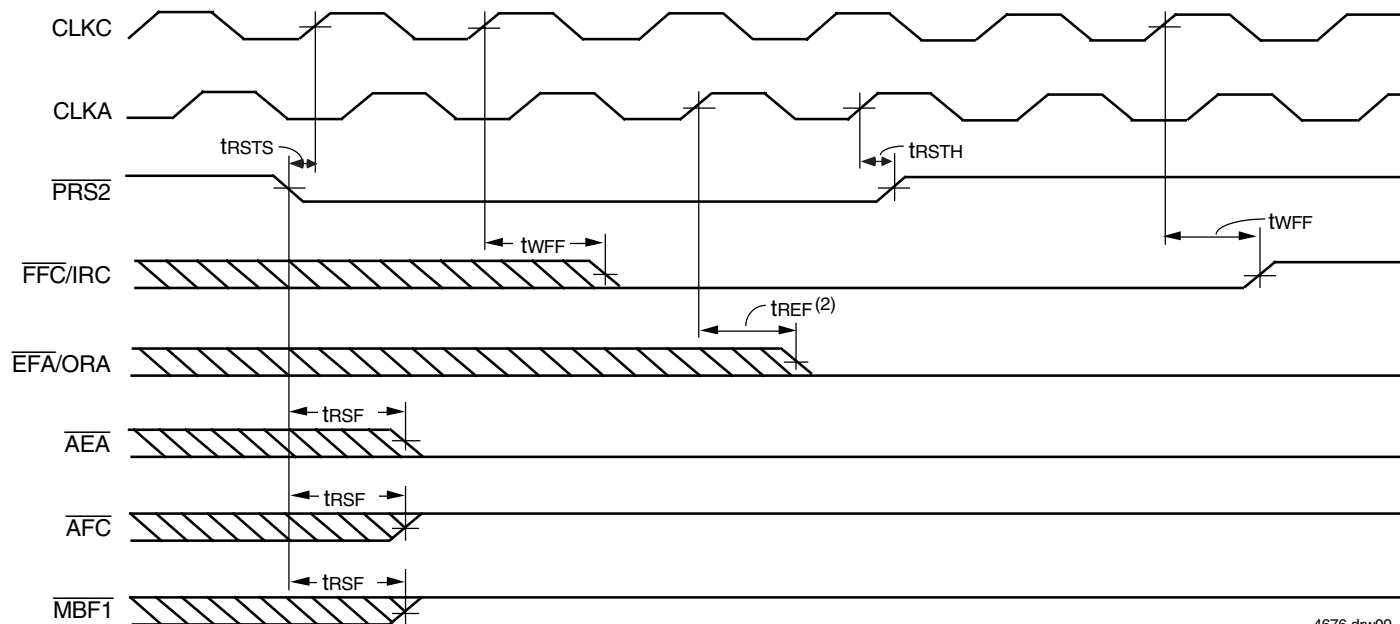 CLKC
CLKA
tRSTS
tRSTH
PRS2
tWFF
tWFF
FFC/IRC
tREF(2)
EFA/ORA
tRSF
AEA
tRSF
AFC
tRSF
MBF1
4676 drw09